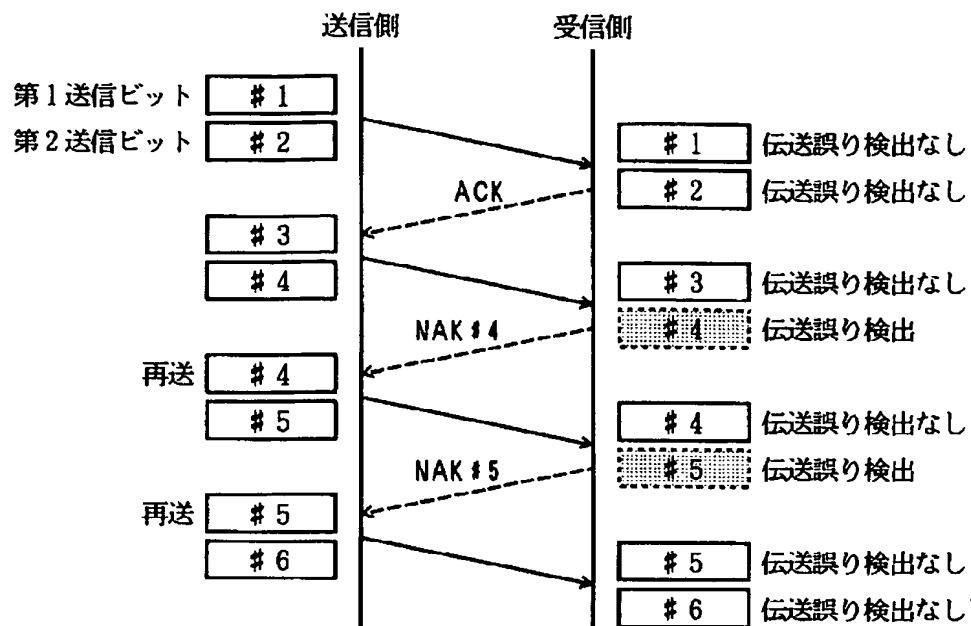 送信側 受信側
第1送信ビット #1
第2送信ビット #2
#1 伝送誤り検出なし
ACK #2 伝送誤り検出なし
#3
#4 #3 伝送誤り検出なし
NAK#4 #4 伝送誤り検出
再送 #4
#5 #4 伝送誤り検出なし
NAK#5 #5 伝送誤り検出
再送 #5
#6 #5 伝送誤り検出なし
#6 伝送誤り検出なし